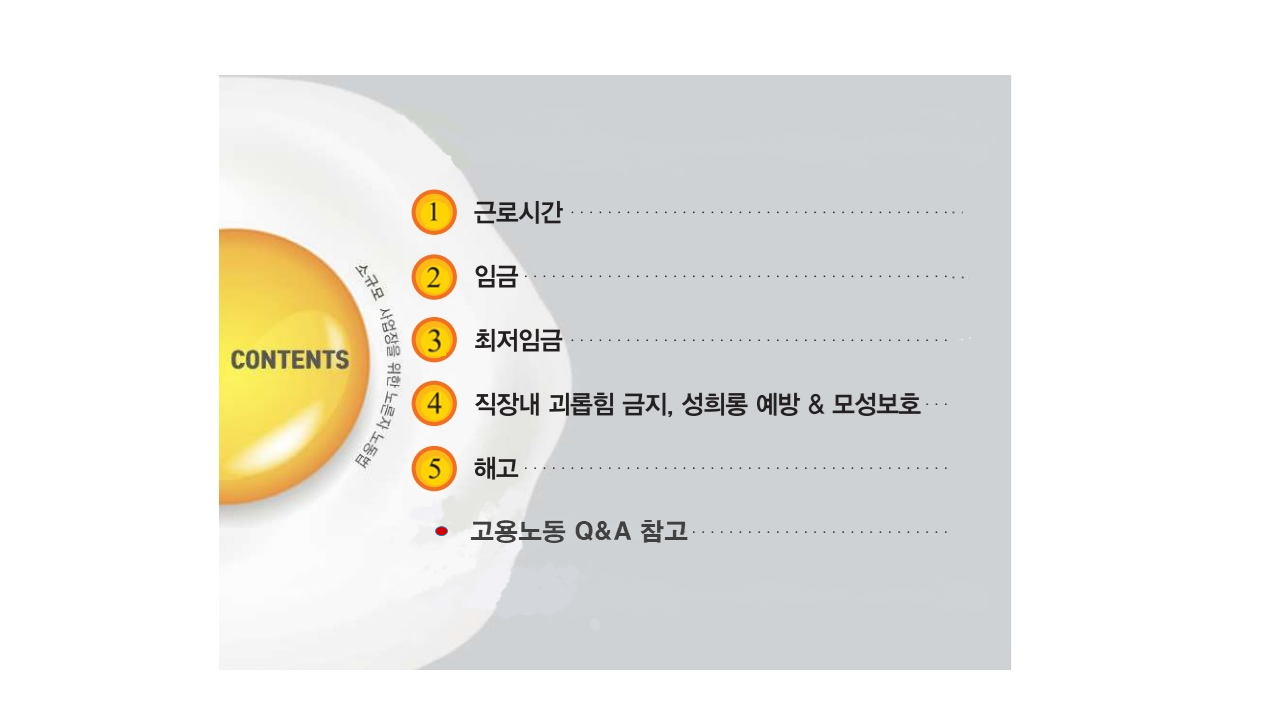 CONTENTS
소규모 사업장을 위한 노른자 노동법
1 근로시간
2 임금
3 최저임금
4 직장내 괴롭힘 금지, 성희롱 예방 & 모성보호
5 해고
고용노동 Q&A 참고